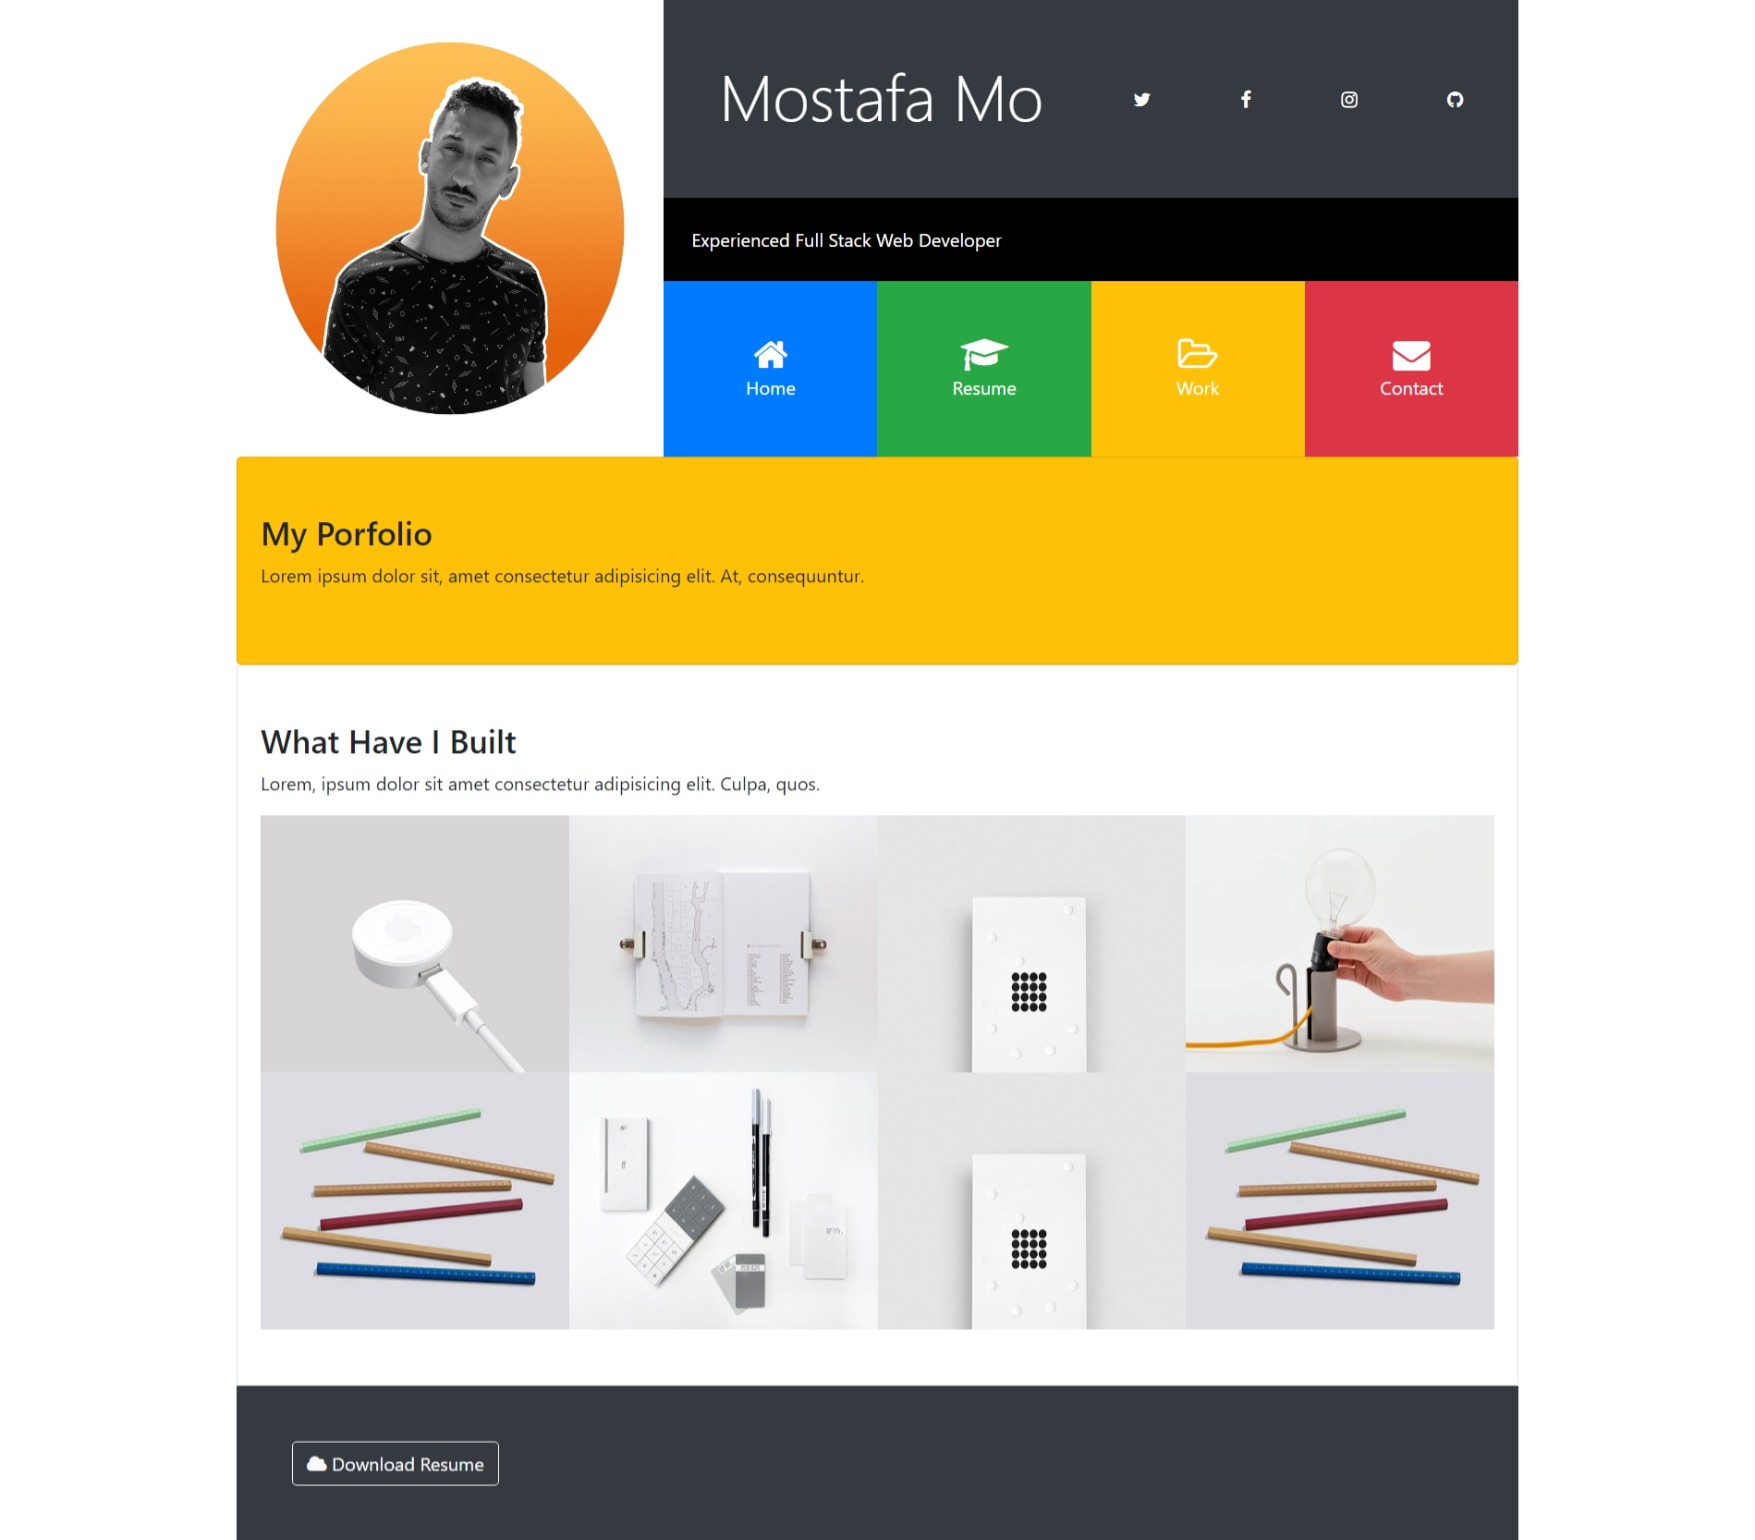 Mostafa Mo
Experienced Full Stack Web Developer
Home
Resume
Work
Contact
My Porfolio
Lorem ipsum dolor sit, amet consectetur adipisicing elit. At, consequuntur.
What Have I Built
Lorem, ipsum dolor sit amet consectetur adipisicing elit. Culpa, quos.
Download Resume